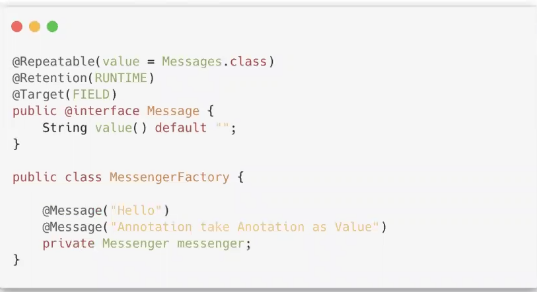 @Repeatable(value = Messages.class)
@Retention(RUNTIME)
@Target(FIELD)
public @interface Message {
    String value() default "";
}
public class MessengerFactory {
    @Message("Hello")
    @Message("Annotation take Anotation as Value")
    private Messenger messenger;
}